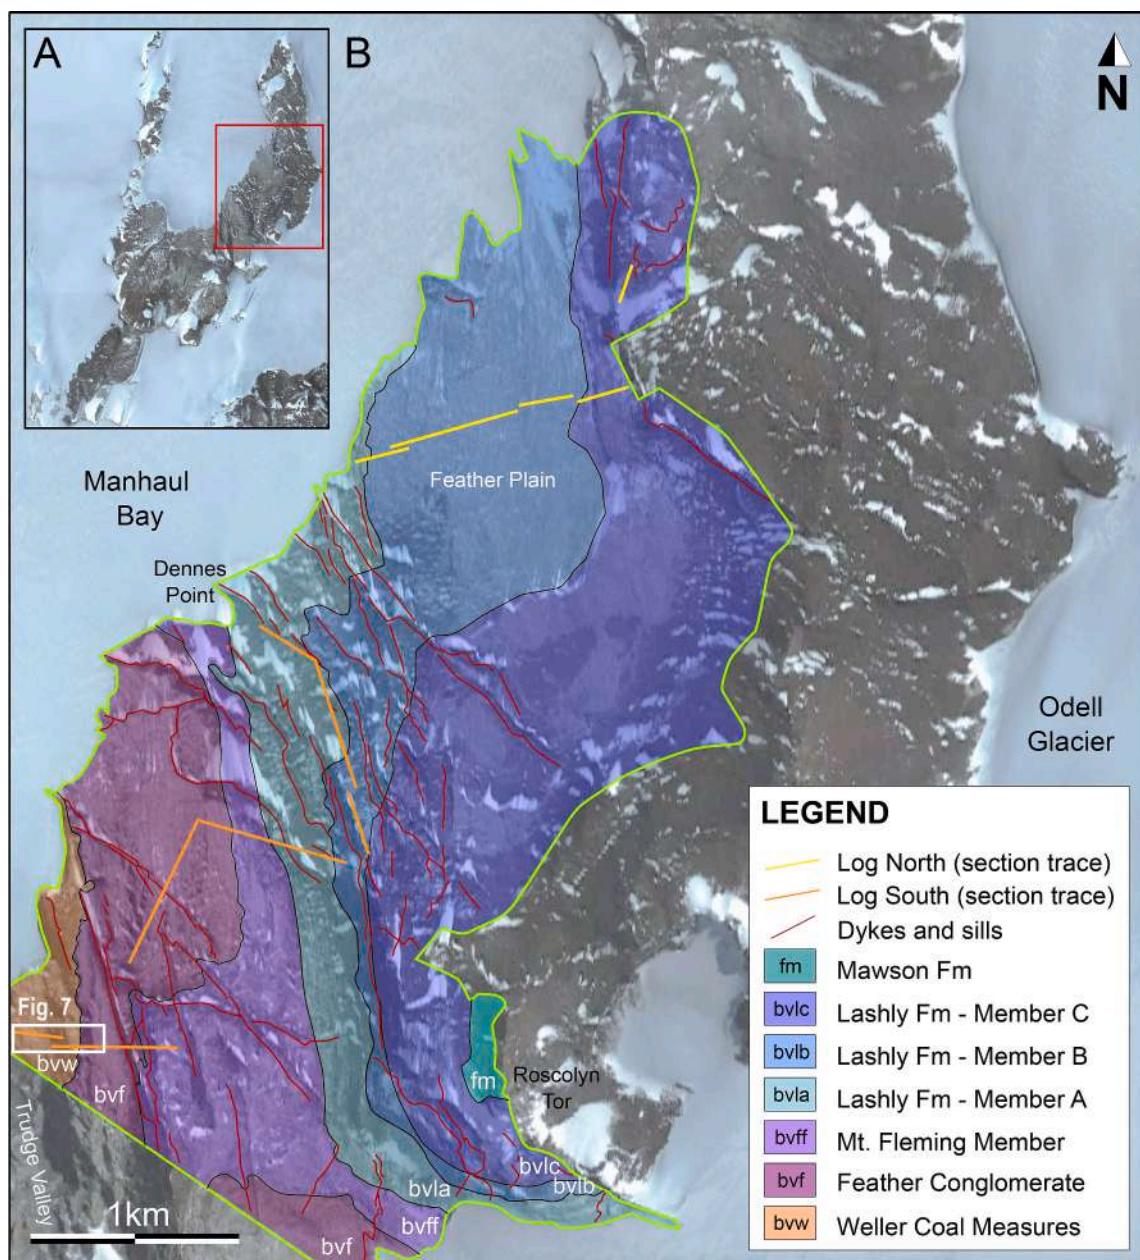 A
B
N
Manhaul
Bay
Feather Plain
Dennes
Point
Odell
Glacier
Fig. 7
bvw
bvf
Trudge Valley
1km
bvf
bvff
bvla
bvlc
bvlb
fm
Roscolyn
Tor
LEGEND
Log North (section trace)
Log South (section trace)
Dykes and sills
fm Mawson Fm
bvlc Lashly Fm - Member C
bvlb Lashly Fm - Member B
bvla Lashly Fm - Member A
bvff Mt. Fleming Member
bvf Feather Conglomerate
bvw Weller Coal Measures